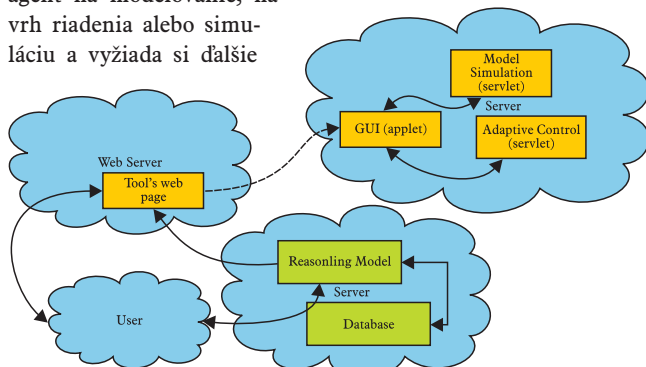 agent na modelovanie, ná-
vrh riadenia alebo simu-
láciu a vyžiada si ďalšie
Model
Simulation
(servlet)
Server
GUI (applet)
Adaptive Control
(servlet)
Web Server
Tool's web
page
Reasonling Model
Server
Database
User